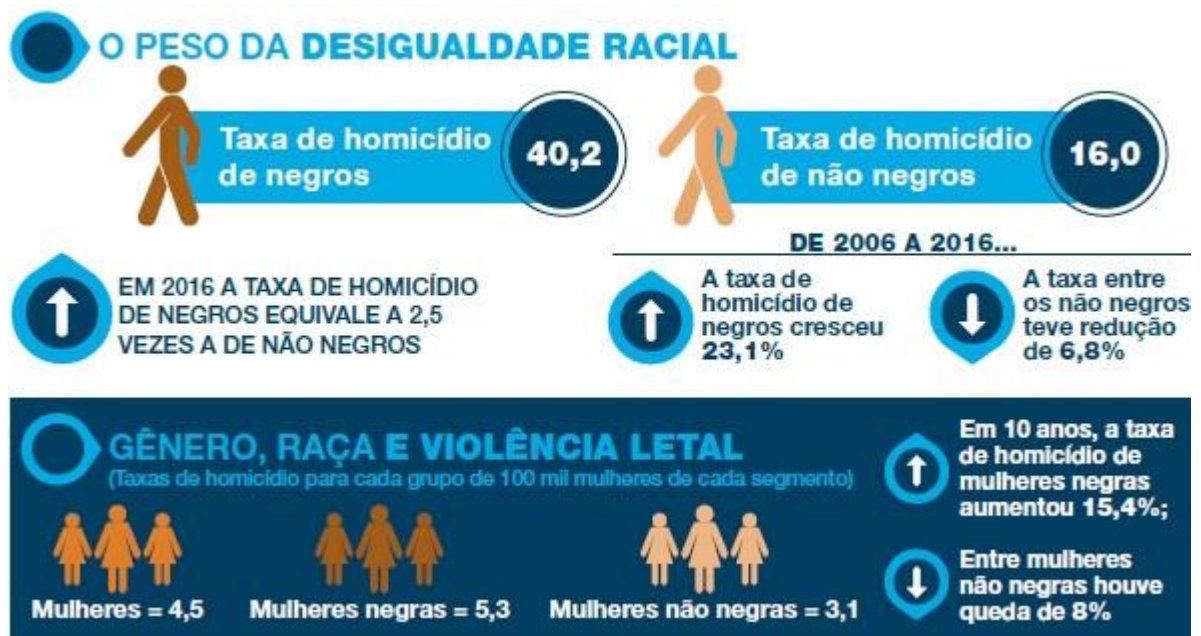 O PESO DA DESIGUALDADE RACIAL
Taxa de homicídio
de negros
40,2
Taxa de homicídio
de não negros
16,0
EM 2016 A TAXA DE HOMICÍDIO
DE NEGROS EQUIVALE A 2,5
VEZES A DE NÃO NEGROS
DE 2006 A 2016...
A taxa de
homicídio de
negros cresceu
23,1%
A taxa entre
os não negros
teve redução
de 6,8%
GÊNERO, RAÇA E VIOLÊNCIA LETAL
(Taxas de homicídio para cada grupo de 100 mil mulheres de cada segmento)
Mulheres = 4,5
Mulheres negras = 5,3
Mulheres não negras = 3,1
Em 10 anos, a taxa
de homicídio de
mulheres negras
aumentou 15,4%;
Entre mulheres
não negras houve
queda de 8%